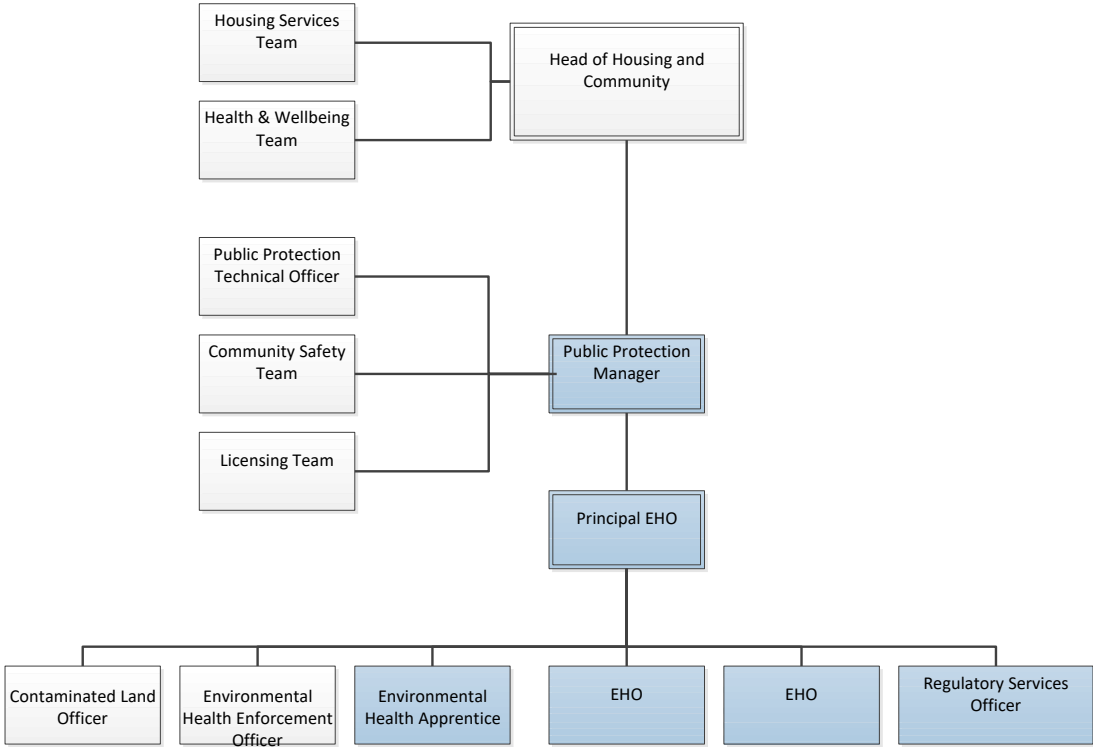 Housing Services
Team
Head of Housing and
Community
Health & Wellbeing
Team
Public Protection
Technical Officer
Community Safety
Team
Public Protection
Manager
Licensing Team
Principal EHO
Contaminated Land
Officer
Environmental
Health Enforcement
Officer
Environmental
Health Apprentice
EHO
EHO
Regulatory Services
Officer